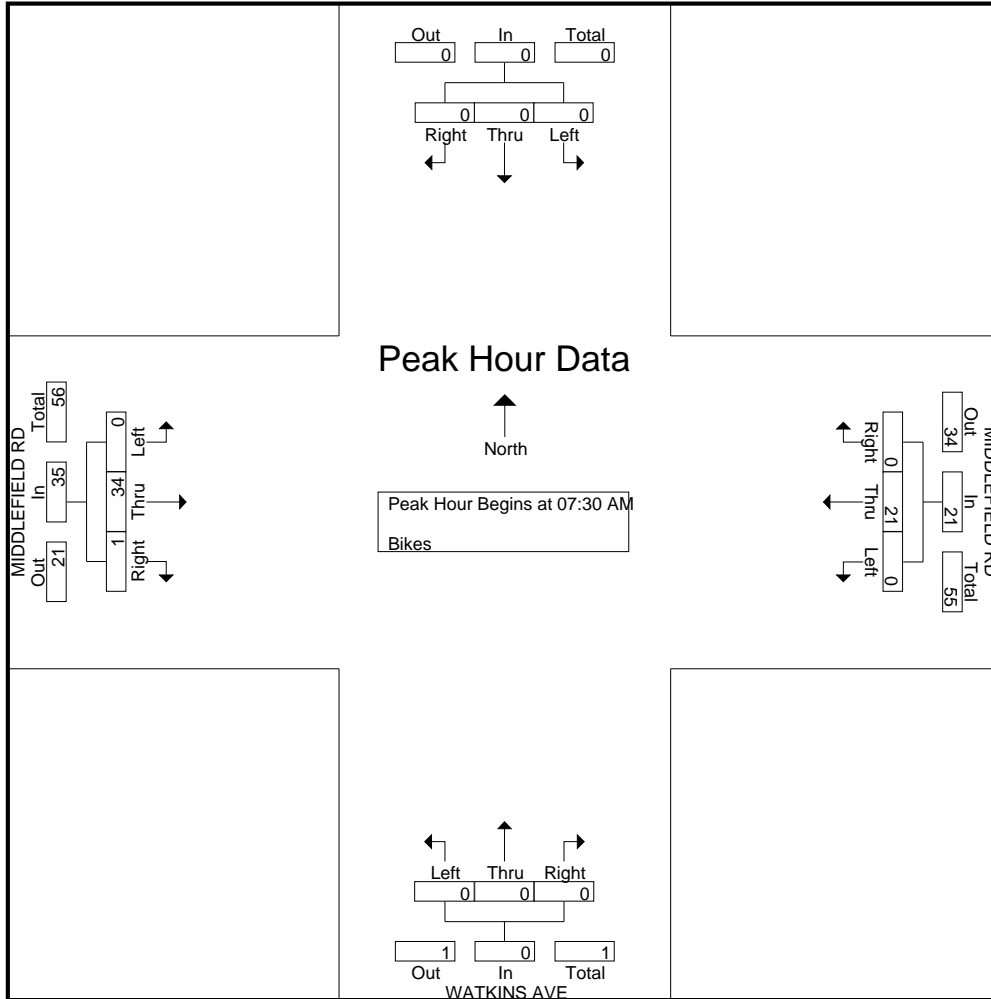 Out In Total
0 0 0
0 0 0
Right Thru Left
Peak Hour Data
North
Peak Hour Begins at 07:30 AM
Bikes
MIDDLEFIELD RD
Out In Total
21 35 56
1 34 0
Right Thru Left
MIDDLEFIELD RD
Out In Total
34 21 55
0 21 0
Right Thru Left
Left Thru Right
0 0 0
1 0 1
Out In Total
WATKINS AVE